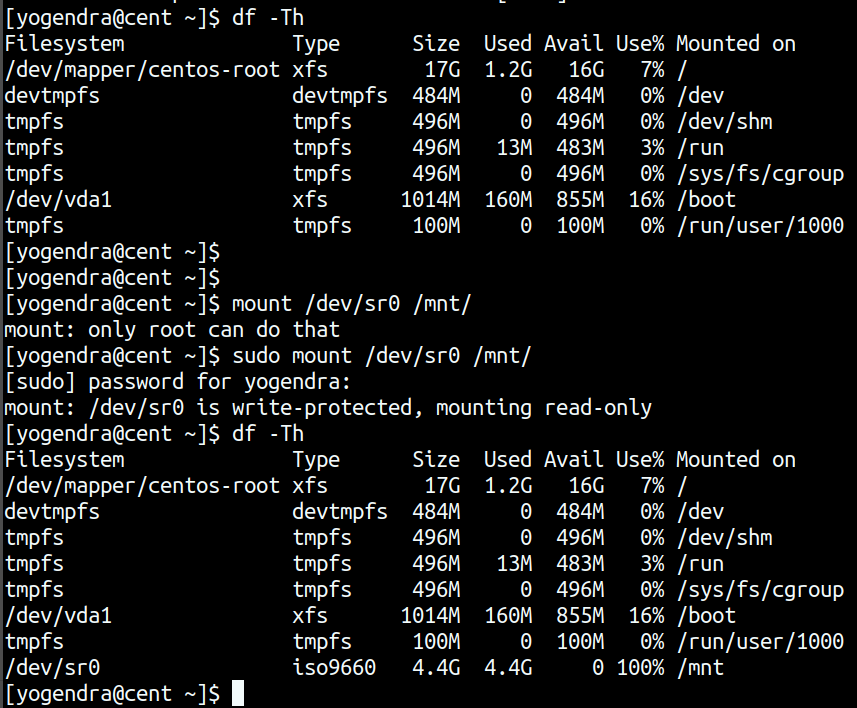 [yogendra@cent ~]$ df -Th
Filesystem              Type      Size  Used Avail Use% Mounted on
/dev/mapper/centos-root xfs        17G  1.2G   16G   7% /
devtmpfs                devtmpfs  484M     0  484M   0% /dev
tmpfs                   tmpfs     496M     0  496M   0% /dev/shm
tmpfs                   tmpfs     496M   13M  483M   3% /run
tmpfs                   tmpfs     496M     0  496M   0% /sys/fs/cgroup
/dev/vda1               xfs      1014M  160M  855M  16% /boot
tmpfs                   tmpfs     100M     0  100M   0% /run/user/1000
[yogendra@cent ~]$
[yogendra@cent ~]$
[yogendra@cent ~]$ mount /dev/sr0 /mnt/
mount: only root can do that
[yogendra@cent ~]$ sudo mount /dev/sr0 /mnt/
[sudo] password for yogendra:
mount: /dev/sr0 is write-protected, mounting read-only
[yogendra@cent ~]$ df -Th
Filesystem              Type      Size  Used Avail Use% Mounted on
/dev/mapper/centos-root xfs        17G  1.2G   16G   7% /
devtmpfs                devtmpfs  484M     0  484M   0% /dev
tmpfs                   tmpfs     496M     0  496M   0% /dev/shm
tmpfs                   tmpfs     496M   13M  483M   3% /run
tmpfs                   tmpfs     496M     0  496M   0% /sys/fs/cgroup
/dev/vda1               xfs      1014M  160M  855M  16% /boot
tmpfs                   tmpfs     100M     0  100M   0% /run/user/1000
/dev/sr0                iso9660   4.4G  4.4G     0 100% /mnt
[yogendra@cent ~]$